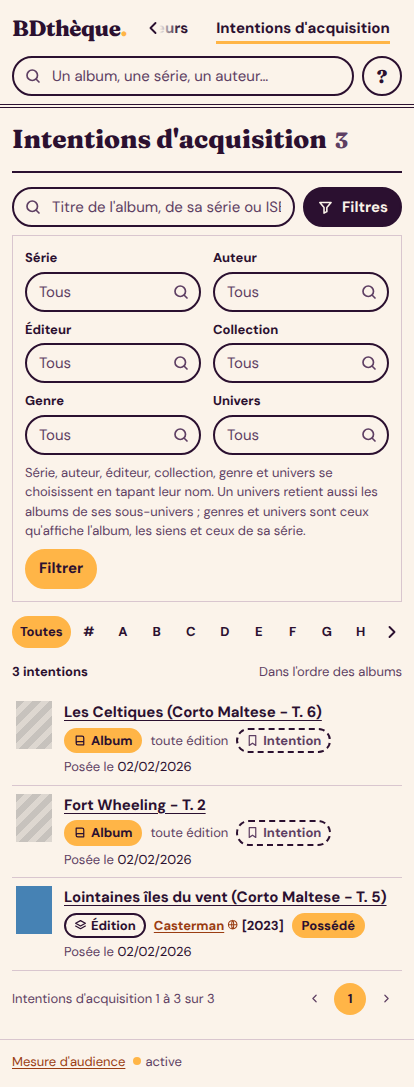 BDthèque. urs Intentions d'acquisition
Un album, une série, un auteur... ?
Intentions d'acquisition 3
Titre de l'album, de sa série ou ISB Filtres
Série Auteur
Tous Tous
Éditeur Collection
Tous Tous
Genre Univers
Tous Tous
Série, auteur, éditeur, collection, genre et univers se
choisissent en tapant leur nom. Un univers retient aussi les
albums de ses sous-univers ; genres et univers sont ceux
qu'affiche l'album, les siens et ceux de sa série.
Filtrer
Toutes # A B C D E F G H
3 intentions Dans l'ordre des albums
Les Celtiques (Corto Maltese - T. 6)
Album toute édition Intention
Posée le 02/02/2026
Fort Wheeling - T. 2
Album toute édition Intention
Posée le 02/02/2026
Lointaines îles du vent (Corto Maltese - T. 5)
Édition Casterman [2023] Possédé
Posée le 02/02/2026
Intentions d'acquisition 1 à 3 sur 3 1
Mesure d'audience active